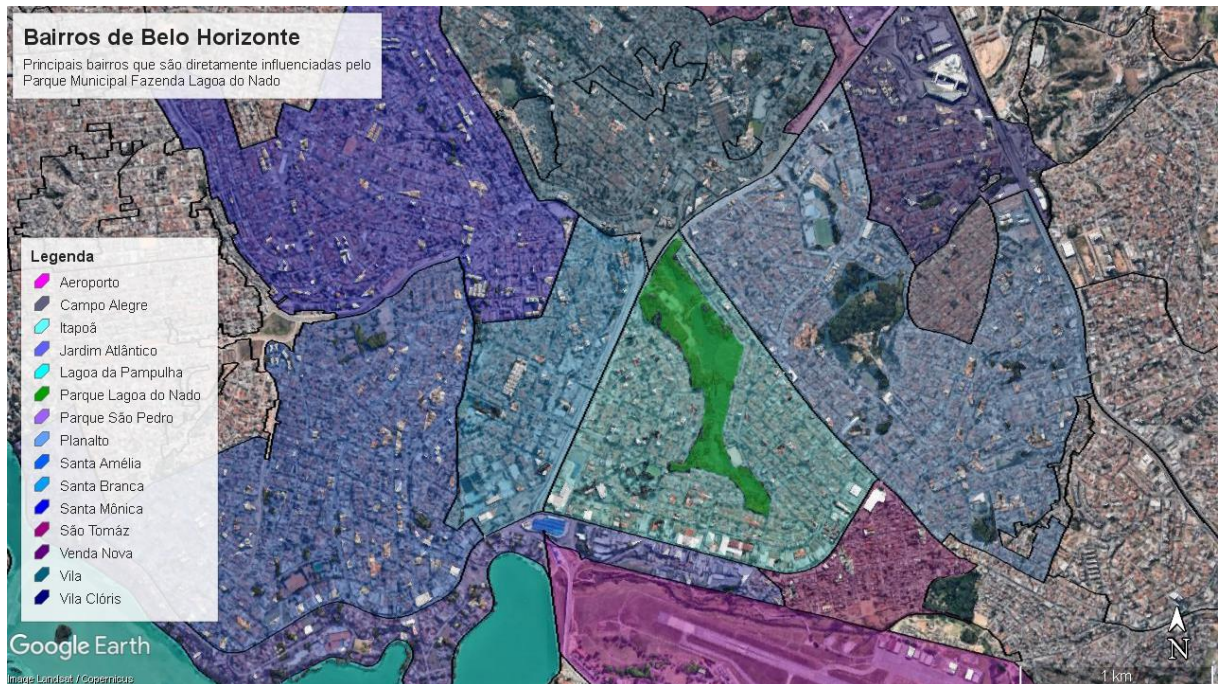 Bairros de Belo Horizonte
Principais bairros que são diretamente influenciadas pelo
Parque Municipal Fazenda Lagoa do Nado
Legenda
Aeroporto
Campo Alegre
Itapoã
Jardim Atlântico
Lagoa da Pampulha
Parque Lagoa do Nado
Parque São Pedro
Planalto
Santa Amélia
Santa Branca
Santa Mônica
São Tomáz
Venda Nova
Vila
Vila Clóris
Google Earth
Image Landsat / Copernicus
N
1 km